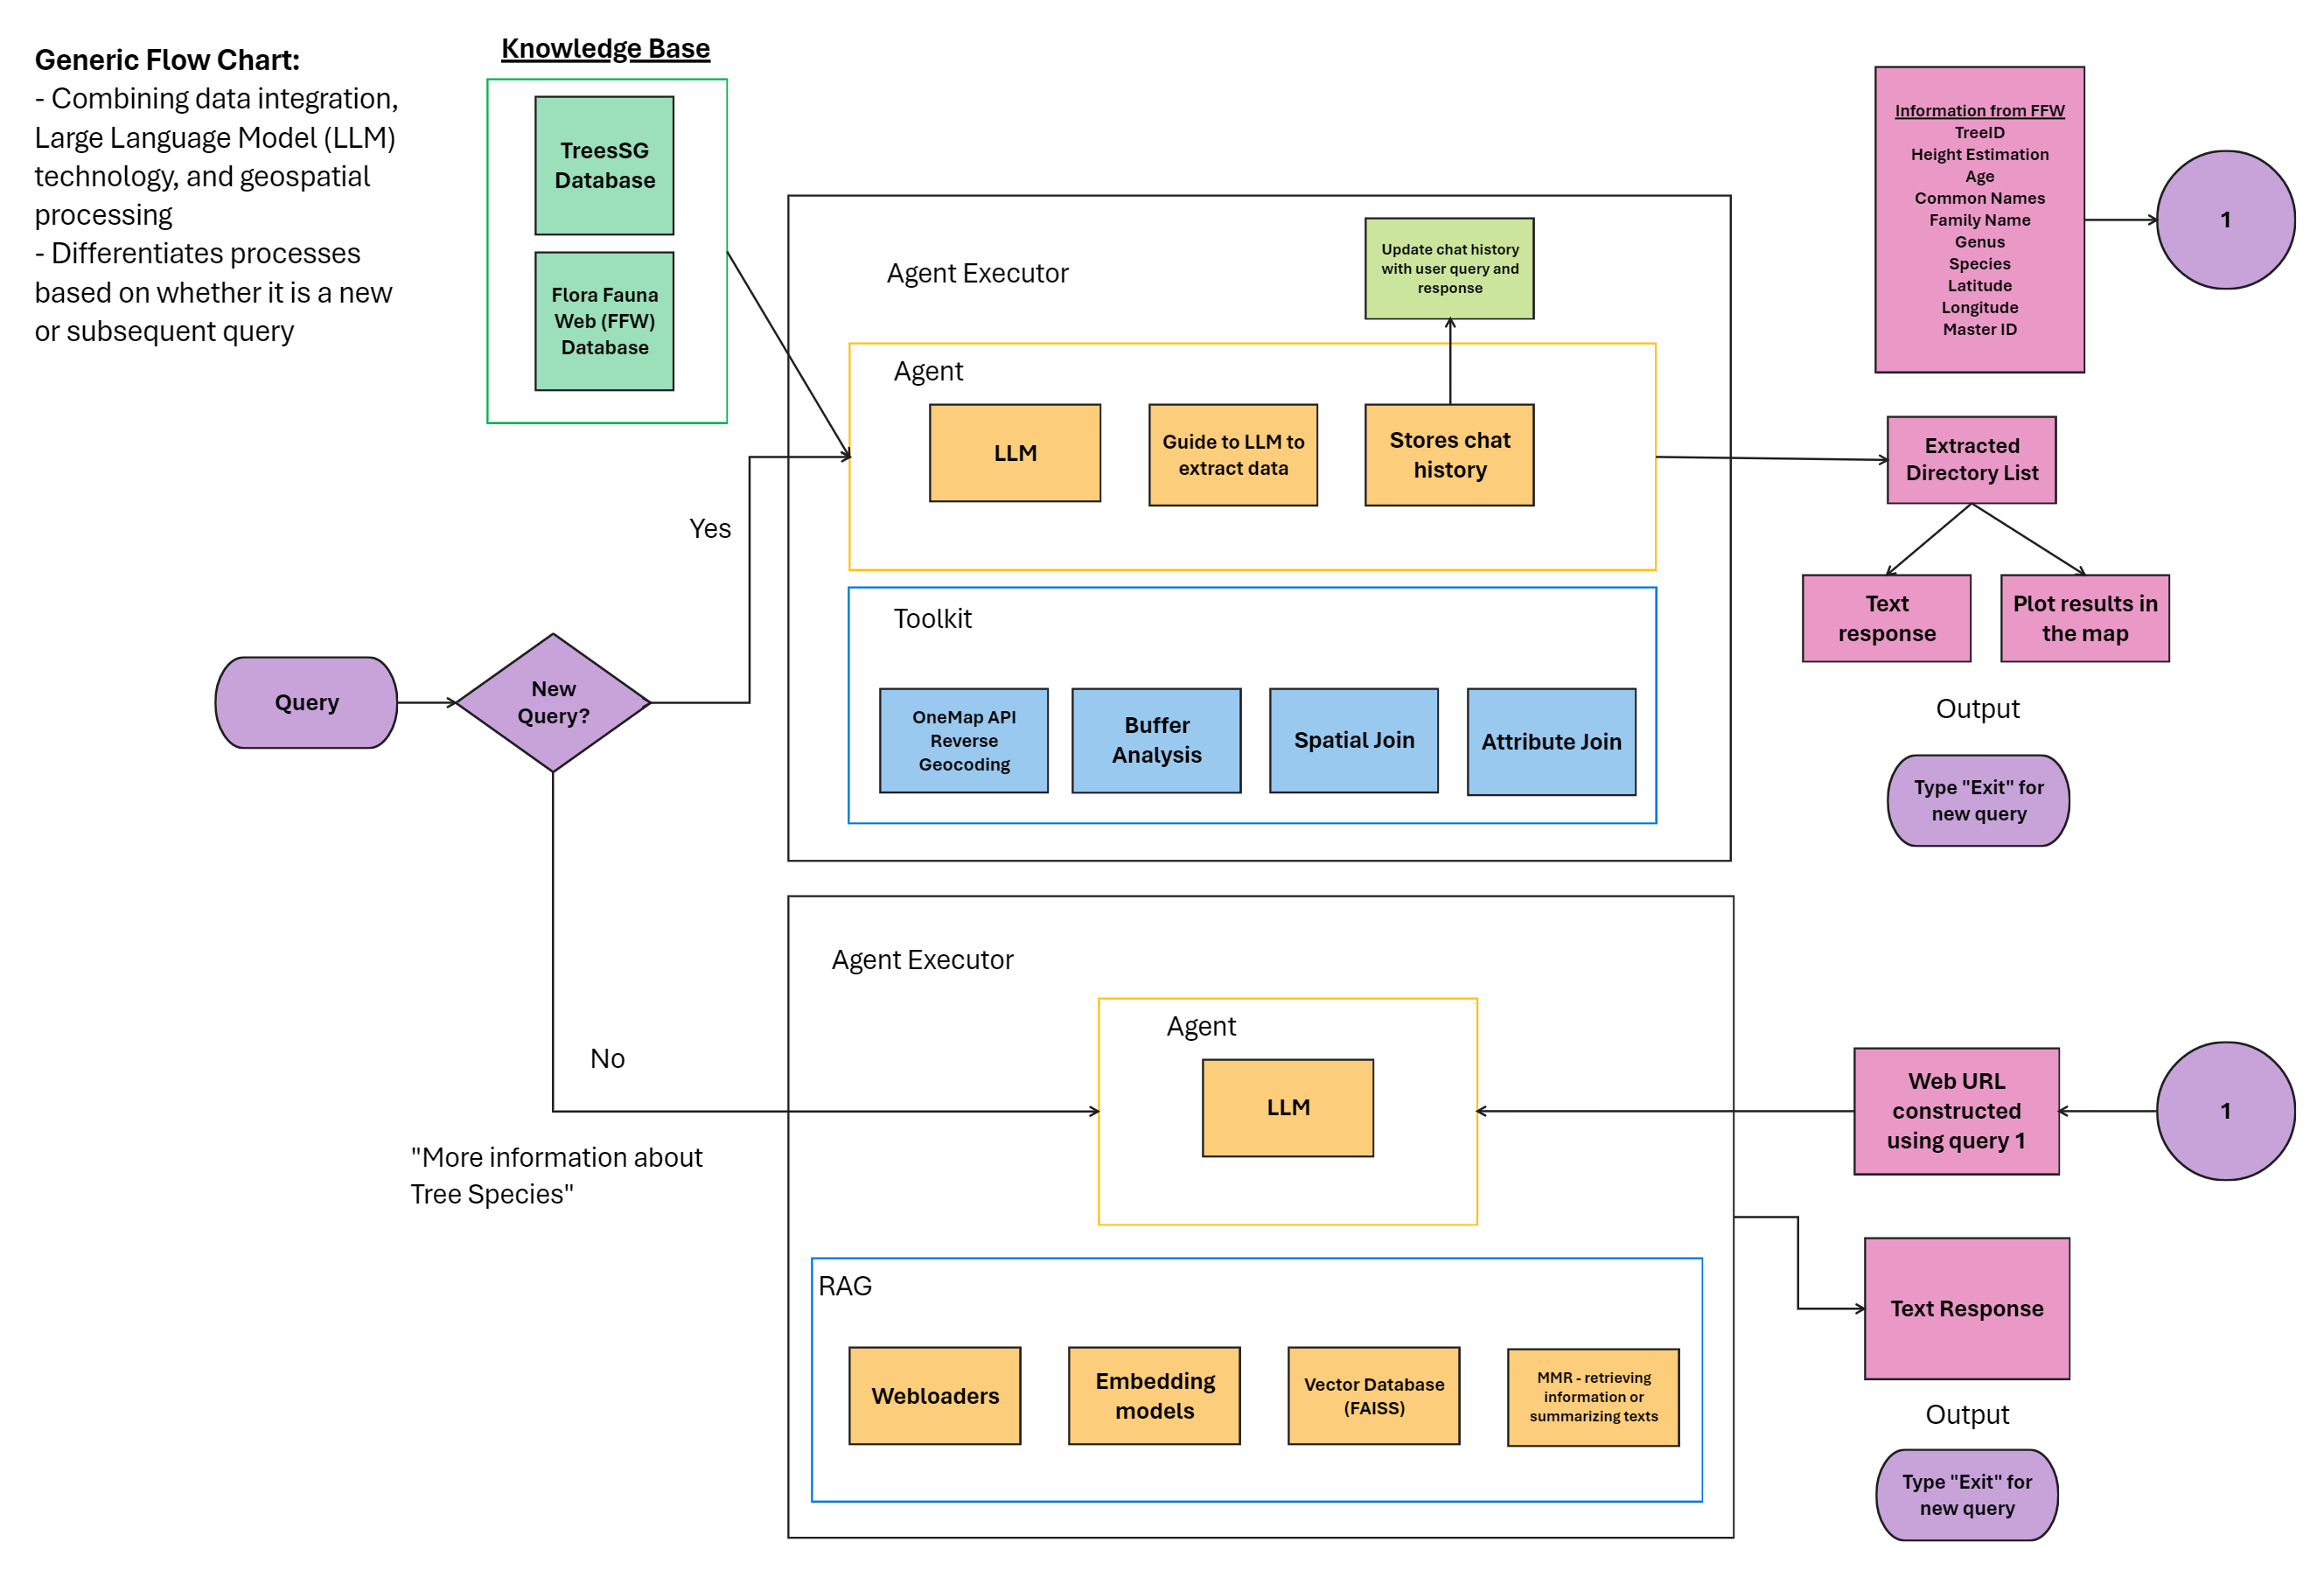 Generic Flow Chart:
- Combining data integration,
Large Language Model (LLM)
technology, and geospatial
processing
- Differentiates processes
based on whether it is a new
or subsequent query
Knowledge Base
TreesSG
Database
Flora Fauna
Web (FFW)
Database
Agent Executor
Update chat history
with user query and
response
Agent
LLM
Guide to LLM to
extract data
Stores chat
history
Toolkit
OneMap API
Reverse
Geocoding
Buffer
Analysis
Spatial Join
Attribute Join
Information from FFW
TreeID
Height Estimation
Age
Common Names
Family Name
Genus
Species
Latitude
Longitude
Master ID
1
Extracted
Directory List
Text
response
Plot results in
the map
Output
Type "Exit" for
new query
Query
New
Query?
Yes
No
"More information about
Tree Species"
Agent Executor
Agent
LLM
RAG
Webloaders
Embedding
models
Vector Database
(FAISS)
MMR - retrieving
information or
summarizing texts
Web URL
constructed
using query 1
1
Text Response
Output
Type "Exit" for
new query